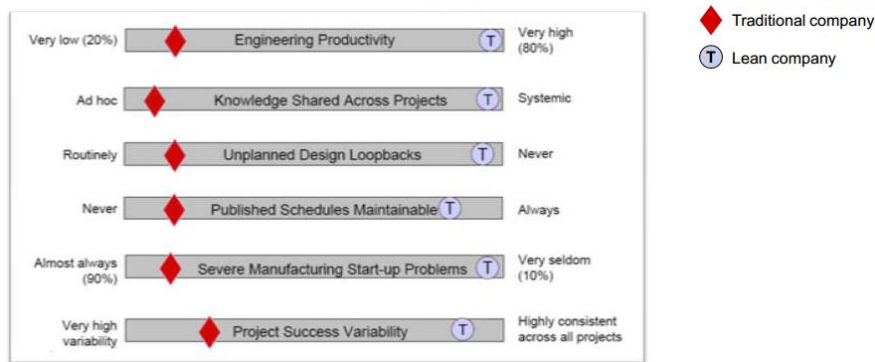 Traditional company
T Lean company
Very low (20%) Engineering Productivity T Very high
(80%)
Ad hoc Knowledge Shared Across Projects T Systemic
Routinely Unplanned Design Loopbacks T Never
Never Published Schedules Maintainable T Always
Almost always
(90%)
Severe Manufacturing Start-up Problems T
Very seldom
(10%)
Very high
variability
Project Success Variability T
Highly consistent
across all projects